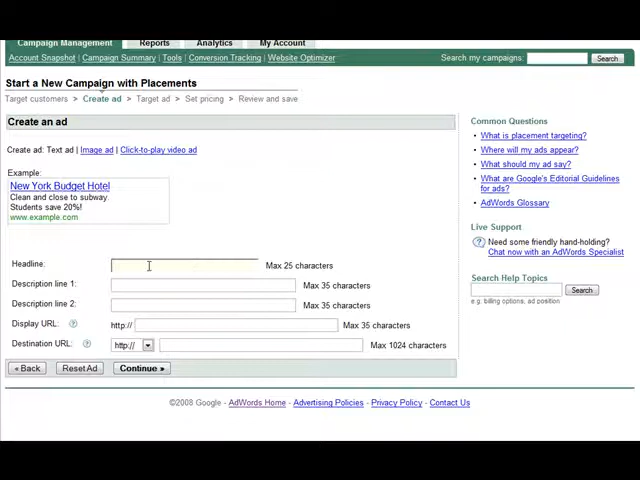 Campaign Management Reports Analytics My Account
Account Snapshot | Campaign Summary | Tools | Conversion Tracking | Website Optimizer Search my campaigns: Search
Start a New Campaign with Placements
Target customers > Create ad > Target ad > Set pricing > Review and save
Create an ad
Create ad: Text ad | Image ad | Click-to-play video ad
Example:
New York Budget Hotel
Clean and close to subway.
Students save 20%!
www.example.com
Headline: Max 25 characters
Description line 1: Max 35 characters
Description line 2: Max 35 characters
Display URL: ? http:// Max 35 characters
Destination URL: ? http:// Max 1024 characters
« Back Reset Ad Continue »
Common Questions
What is placement targeting?
Where will my ads appear?
What should my ad say?
What are Google's Editorial Guidelines
for ads?
AdWords Glossary
Live Support
Need some friendly hand-holding?
Chat now with an AdWords Specialist
Search Help Topics
Search
e.g. billing options, ad position
©2008 Google - AdWords Home - Advertising Policies - Privacy Policy - Contact Us